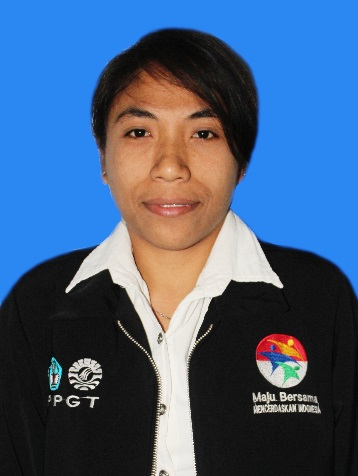 PPGT
Maju Bersama
MENCERDASKAN INDONESIA